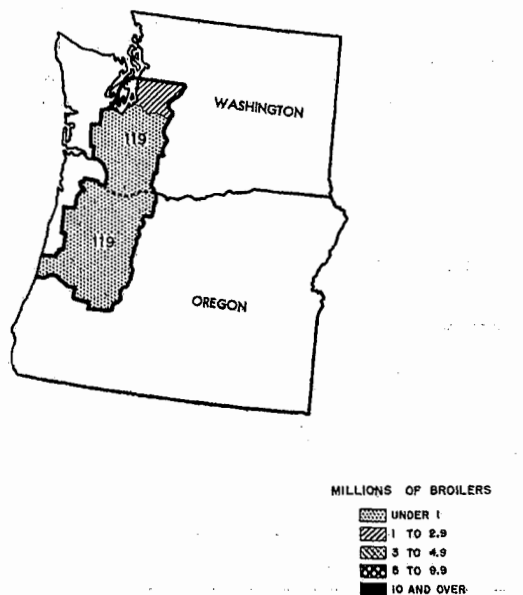 WASHINGTON
119
119
OREGON
MILLIONS OF BROILERS
UNDER 1
1 TO 2.9
3 TO 4.9
5 TO 9.9
10 AND OVER